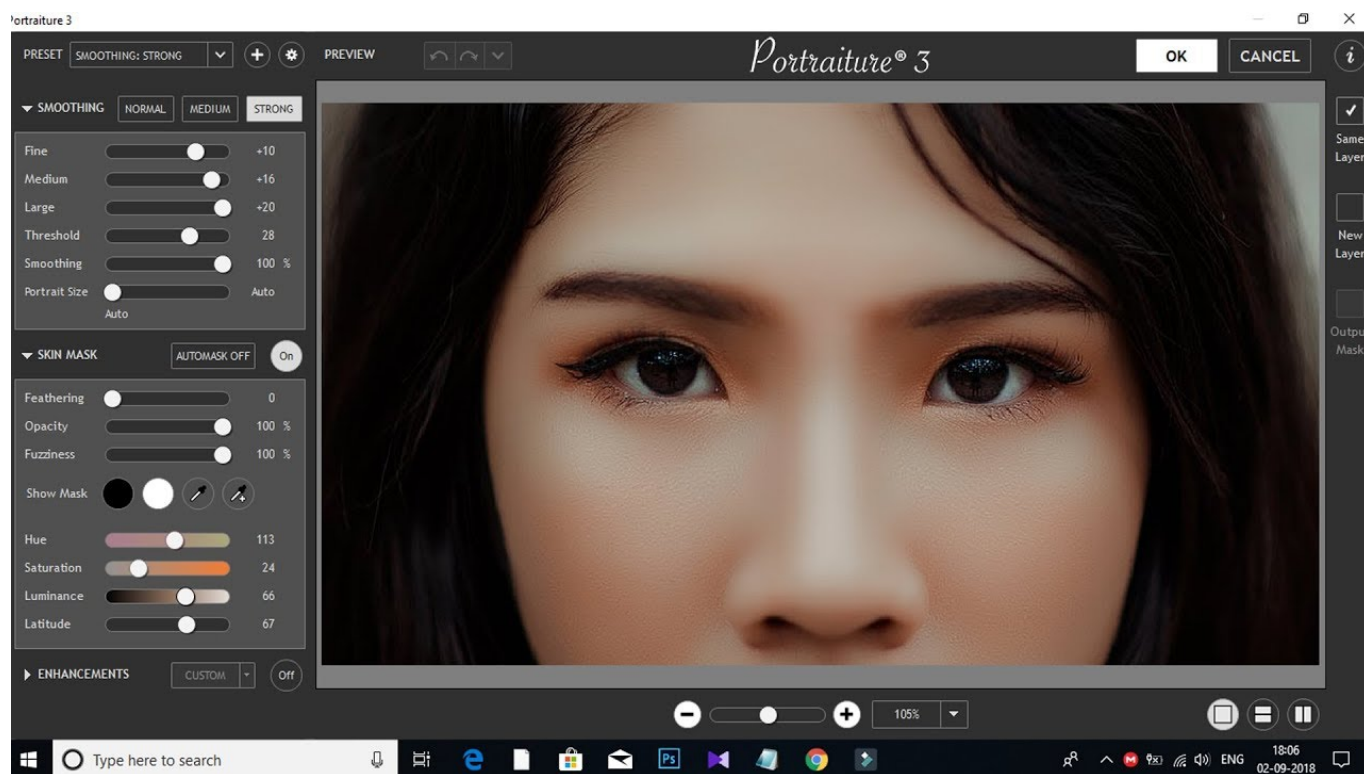 Portraiture 3
PRESET SMOOTHING: STRONG
PREVIEW
Portraiture® 3
OK
CANCEL
i
SMOOTHING NORMAL MEDIUM STRONG
Fine +10
Medium +16
Large +20
Threshold 28
Smoothing 100 %
Portrait Size Auto
Auto
SKIN MASK AUTOMASK OFF On
Feathering 0
Opacity 100 %
Fuzziness 100 %
Show Mask
Hue 113
Saturation 24
Luminance 66
Latitude 67
ENHANCEMENTS CUSTOM Off
Same
Layer
New
Layer
Outpu
Mask
105%
Type here to search
Ps
ENG
18:06
02-09-2018